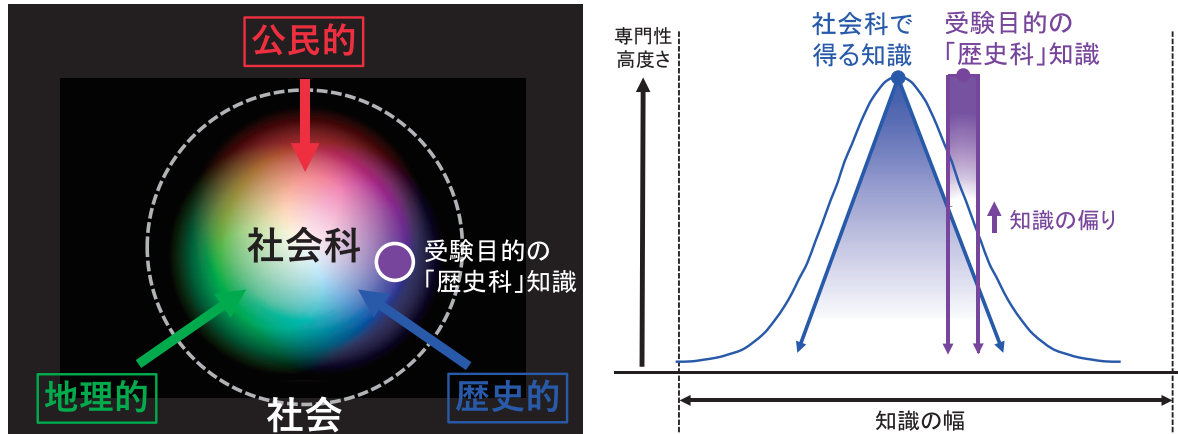 公民的
社会科
受験目的の
「歴史科」知識
地理的
歴史的
社会
専門性
高度さ
社会科で
得る知識
受験目的の
「歴史科」知識
知識の偏り
知識の幅